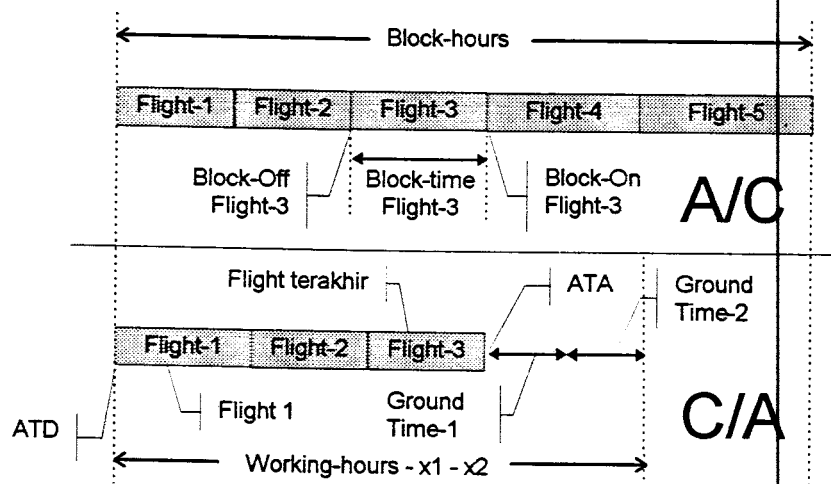 Block-hours
Flight-1 Flight-2 Flight-3 Flight-4 Flight-5
Block-Off
Flight-3
Block-time
Flight-3
Block-On
Flight-3
A/C
Flight terakhir
ATA
Ground
Time-2
Flight-1 Flight-2 Flight-3
ATD
Flight 1
Ground
Time-1
C/A
Working-hours - x1 - x2